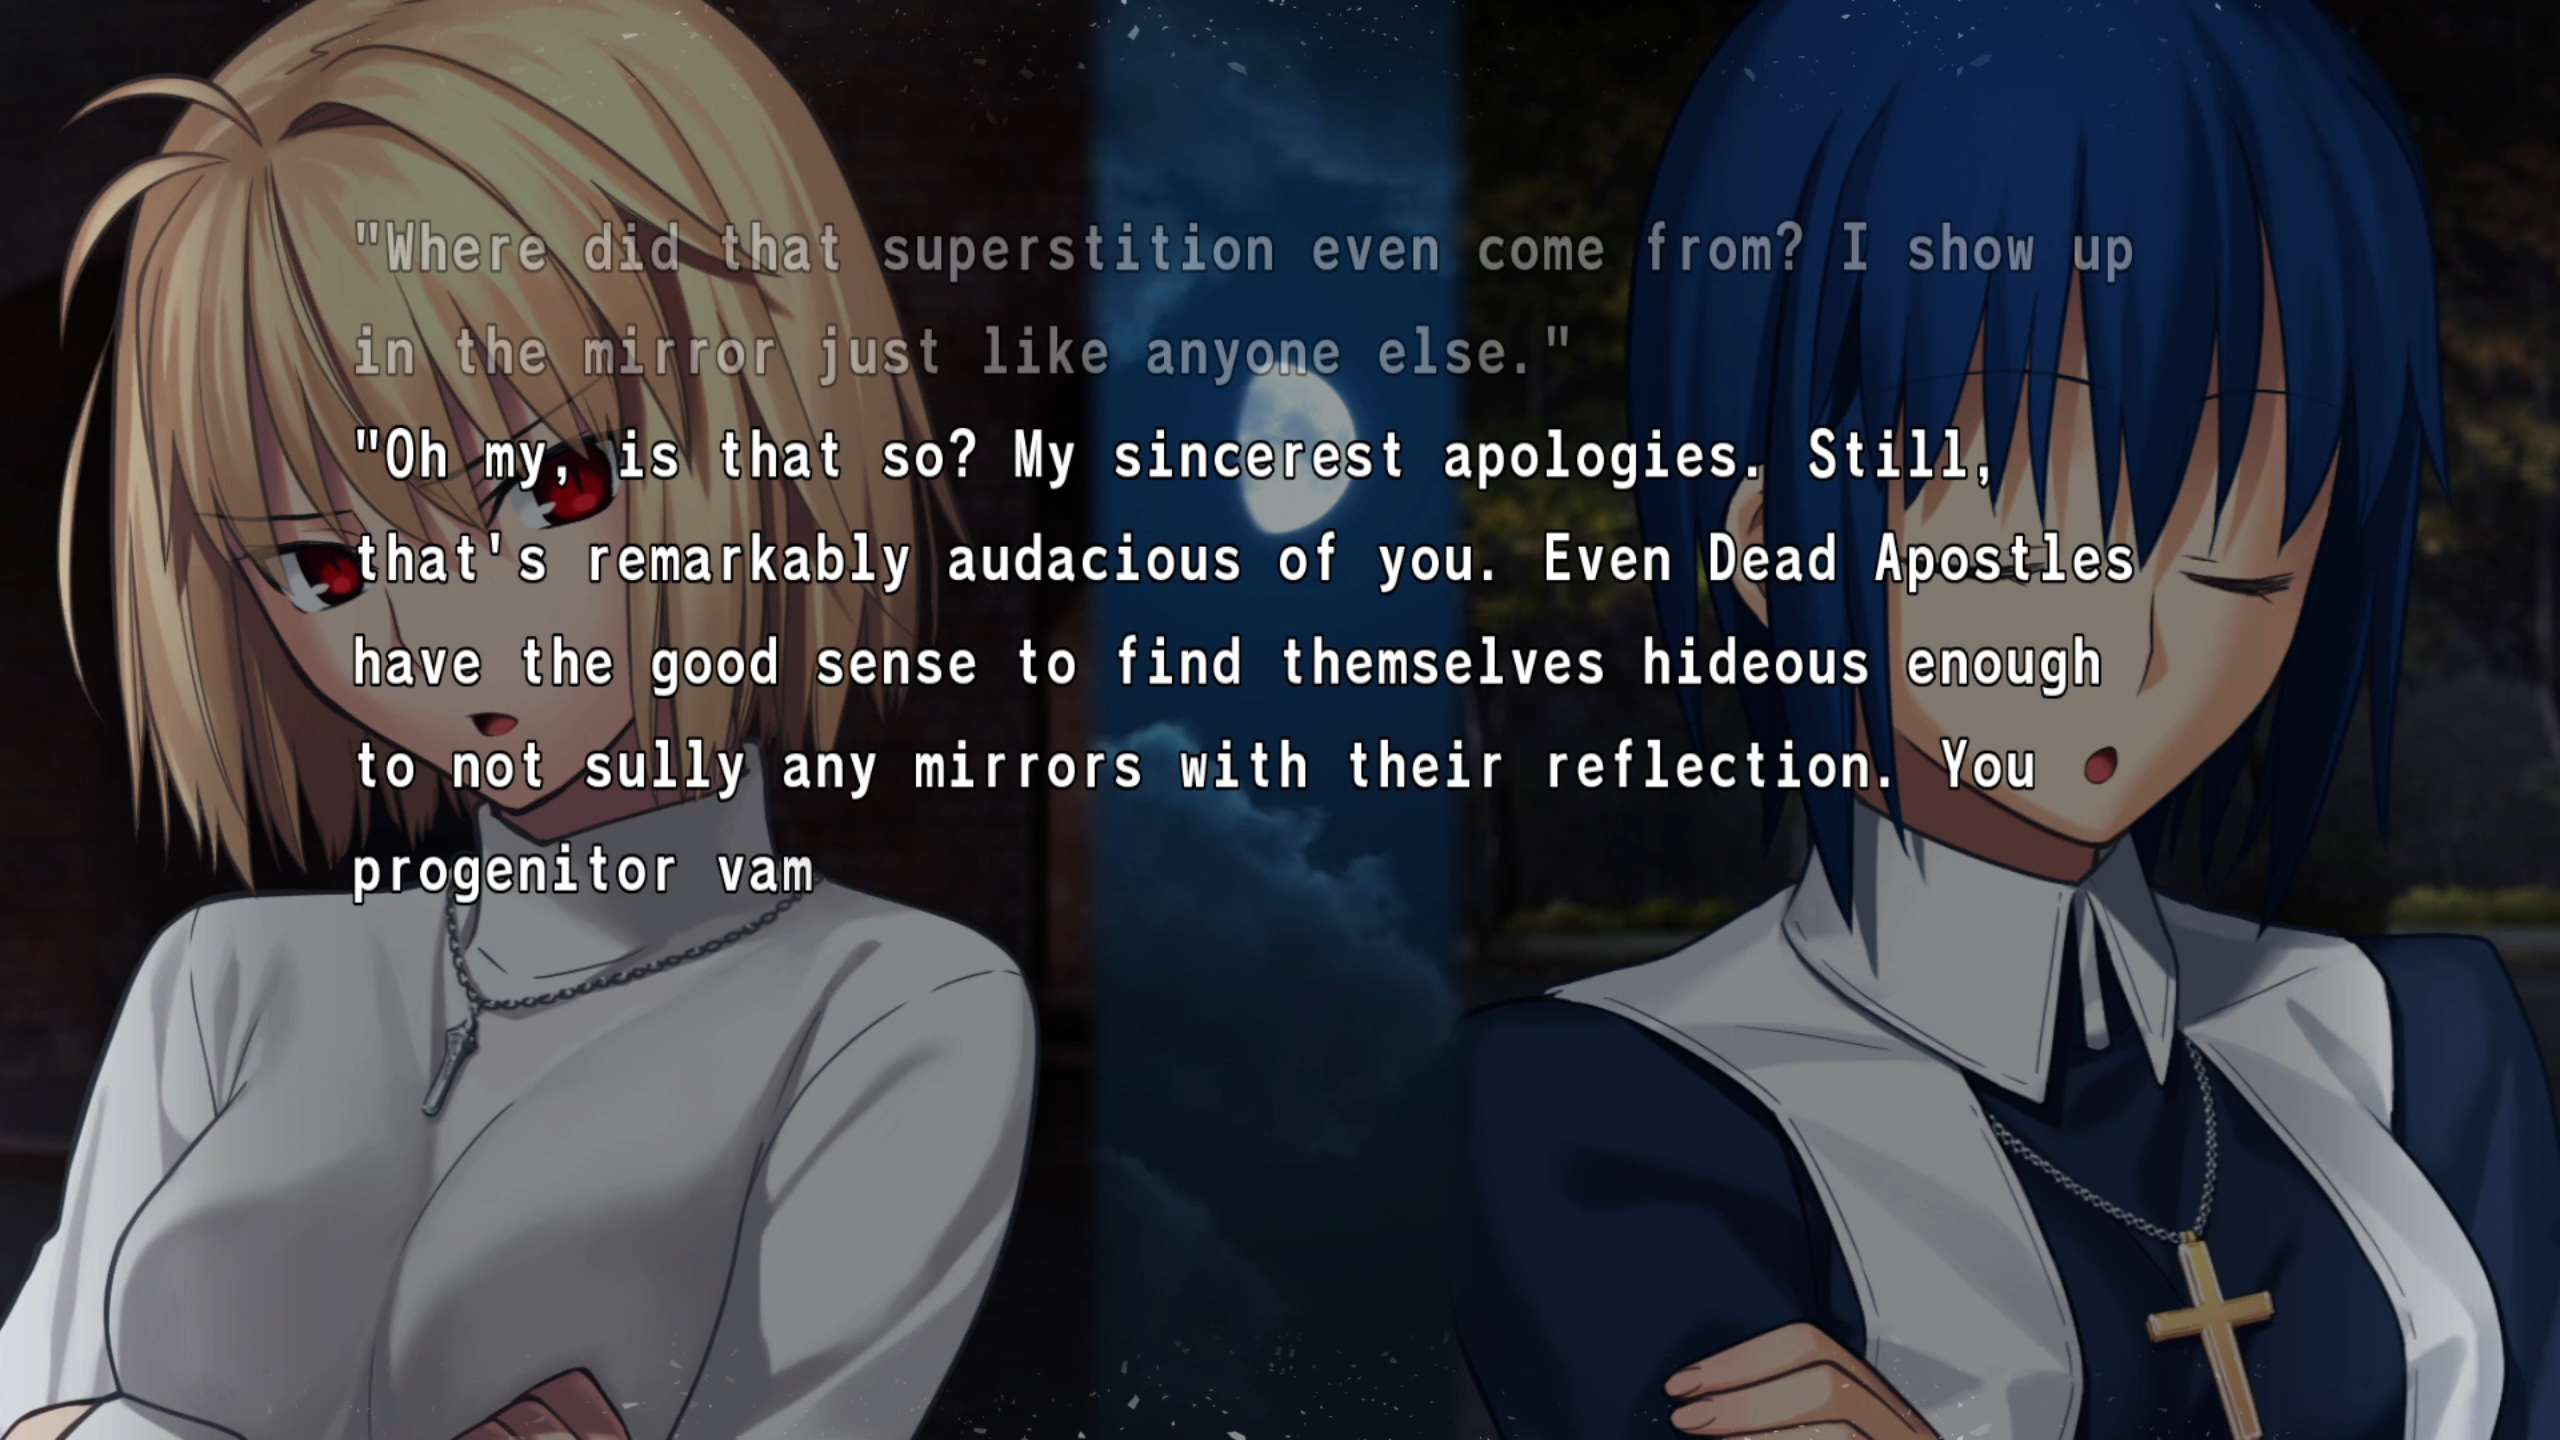 "Where did that superstition even come from? I show up
in the mirror just like anyone else."
"Oh my, is that so? My sincerest apologies. Still,
that's remarkably audacious of you. Even Dead Apostles
have the good sense to find themselves hideous enough
to not sully any mirrors with their reflection. You
progenitor vam